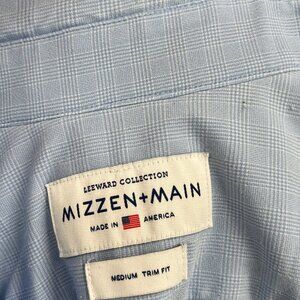 LEEWARD COLLECTION
MIZZEN+MAIN
MADE IN AMERICA
MEDIUM TRIM FIT